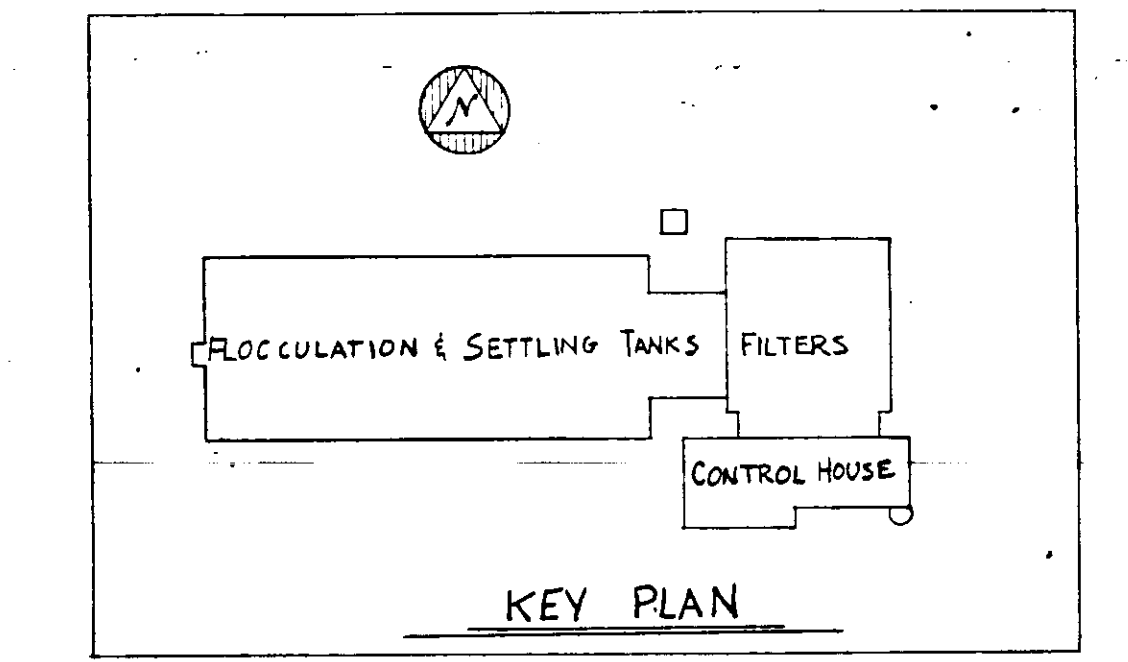 N
FLOCCULATION & SETTLING TANKS
FILTERS
CONTROL HOUSE
KEY PLAN